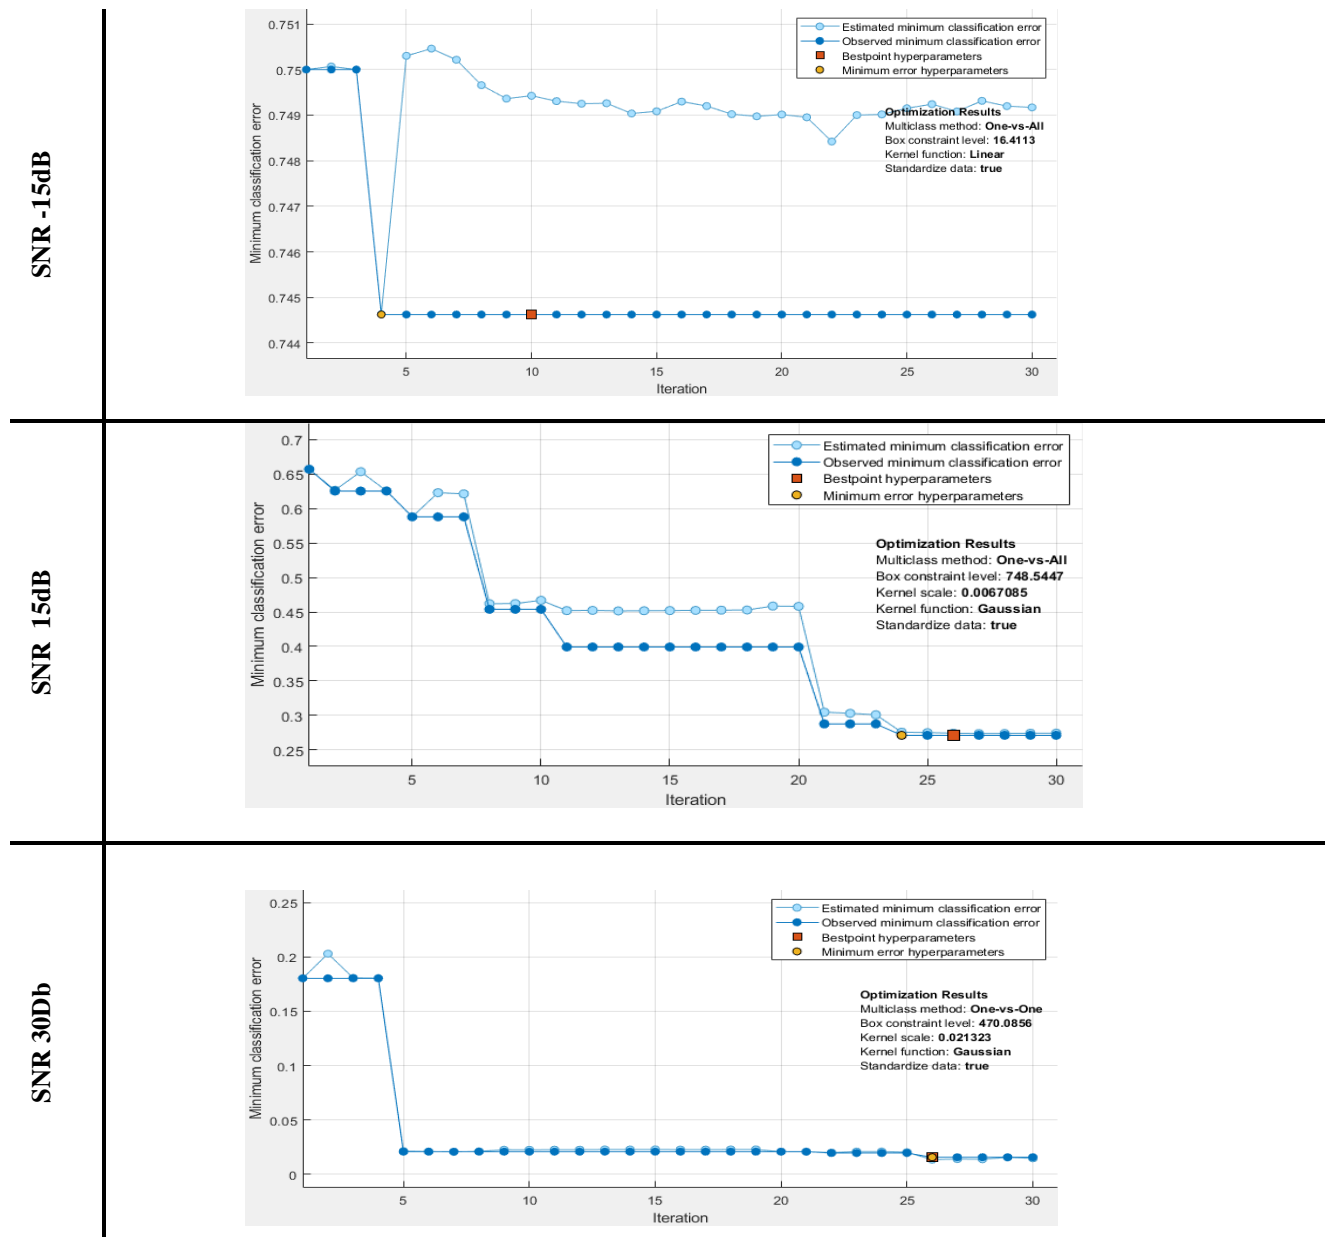 SNR -15dB
0.751
0.75
0.749
0.748
0.747
0.746
0.745
0.744
Minimum classification error
5
10
15
20
25
30
Iteration
Estimated minimum classification error
Observed minimum classification error
Bestpoint hyperparameters
Minimum error hyperparameters
Optimization Results
Multiclass method: One-vs-All
Box constraint level: 16.4113
Kernel function: Linear
Standardize data: true
SNR 15dB
0.7
0.65
0.6
0.55
0.5
0.45
0.4
0.35
0.3
0.25
Minimum classification error
5
10
15
20
25
30
Iteration
Estimated minimum classification error
Observed minimum classification error
Bestpoint hyperparameters
Minimum error hyperparameters
Optimization Results
Multiclass method: One-vs-All
Box constraint level: 748.5447
Kernel scale: 0.0067085
Kernel function: Gaussian
Standardize data: true
SNR 30Db
0.25
0.2
0.15
0.1
0.05
0
Minimum classification error
5
10
15
20
25
30
Iteration
Estimated minimum classification error
Observed minimum classification error
Bestpoint hyperparameters
Minimum error hyperparameters
Optimization Results
Multiclass method: One-vs-One
Box constraint level: 470.0856
Kernel scale: 0.021323
Kernel function: Gaussian
Standardize data: true